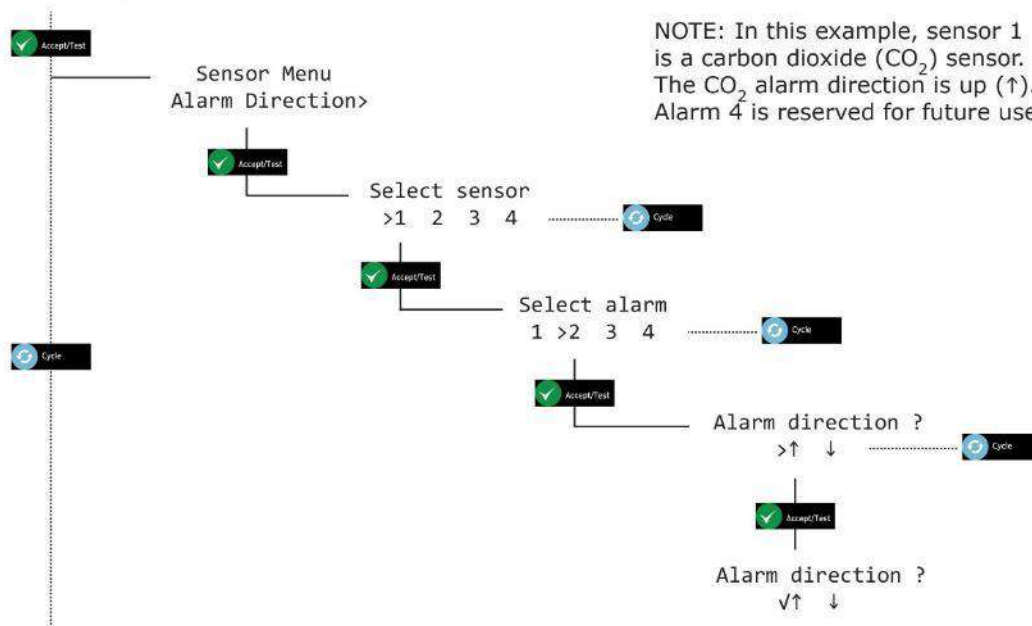 Accept/Test
NOTE: In this example, sensor 1
is a carbon dioxide (CO₂) sensor.
The CO₂ alarm direction is up (↑).
Alarm 4 is reserved for future use
Sensor Menu
Alarm Direction>
Accept/Test
Select sensor
>1 2 3 4
Cycle
Accept/Test
Select alarm
1 >2 3 4
Cycle
Cycle
Accept/Test
Alarm direction ?
>↑ ↓
Cycle
Accept/Test
Alarm direction ?
√↑ ↓